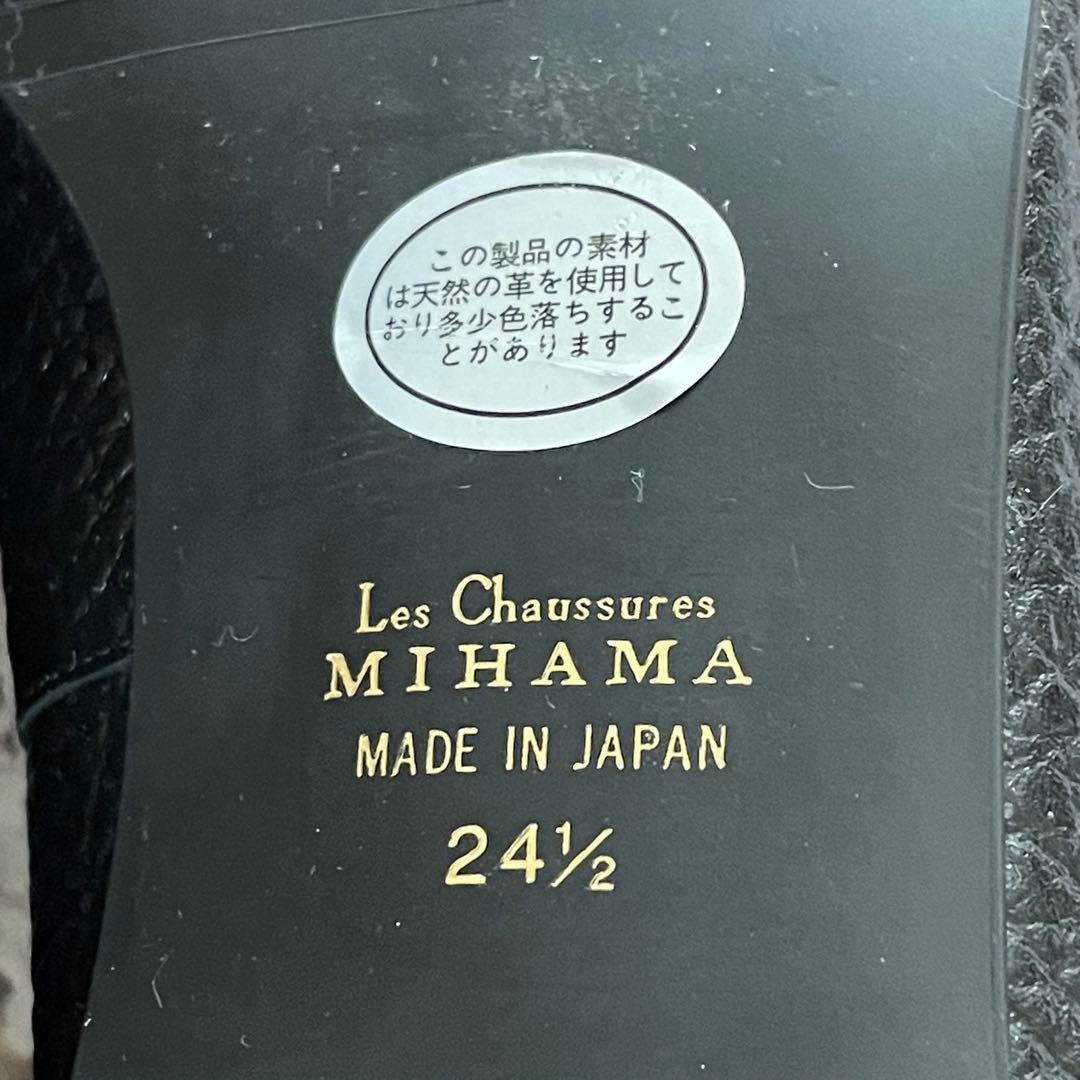 この製品の素材
は天然の革を使用して
おり多少色落ちするこ
とがあります
Les Chaussures
MIHAMA
MADE IN JAPAN
24½